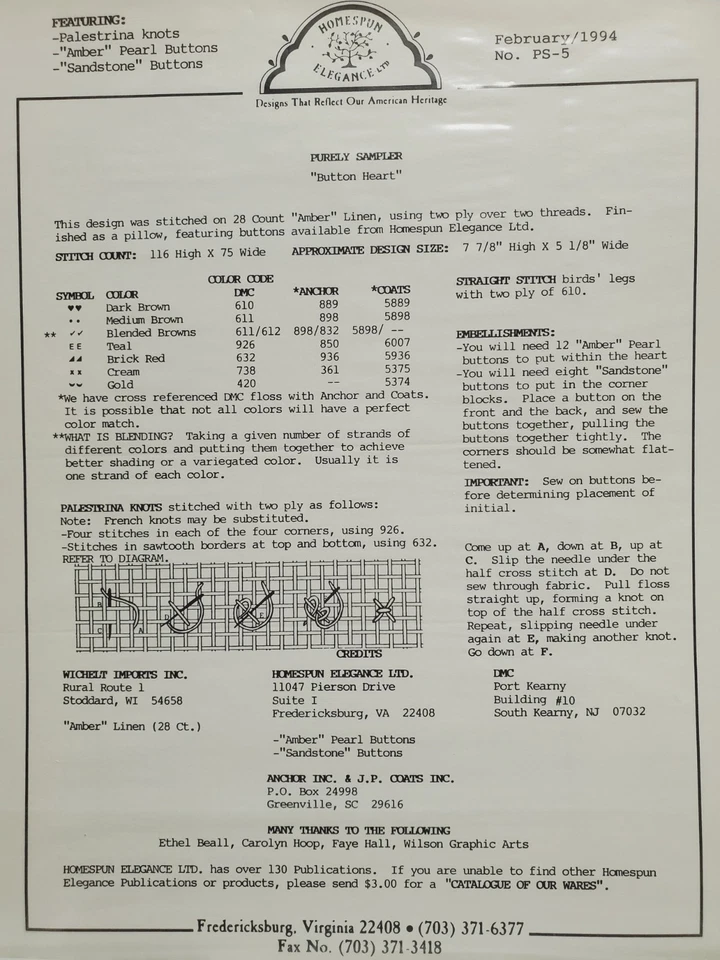 FEATURING:
-Palestrina knots
-"Amber" Pearl Buttons
-"Sandstone" Buttons
HOMESPUN
ELEGANCE LTD
Designs That Reflect Our American Heritage
February/1994
No. PS-5
PURELY SAMPLER
"Button Heart"
This design was stitched on 28 Count "Amber" Linen, using two ply over two threads. Fin-
ished as a pillow, featuring buttons available from Homespun Elegance Ltd.
STITCH COUNT: 116 High X 75 Wide APPROXIMATE DESIGN SIZE: 7 7/8" High X 5 1/8" Wide
COLOR CODE
SYMBOL COLOR DMC *ANCHOR *COATS
♥♥ Dark Brown 610 889 5889
•• Medium Brown 611 898 5898
** ✓✓ Blended Browns 611/612 898/832 5898/ --
E E Teal 926 850 6007
◢◢ Brick Red 632 936 5936
x x Cream 738 361 5375
Gold 420 -- 5374
*We have cross referenced DMC floss with Anchor and Coats.
It is possible that not all colors will have a perfect
color match.
**WHAT IS BLENDING? Taking a given number of strands of
different colors and putting them together to achieve
better shading or a variegated color. Usually it is
one strand of each color.
PALESTRINA KNOTS stitched with two ply as follows:
Note: French knots may be substituted.
-Four stitches in each of the four corners, using 926.
-Stitches in sawtooth borders at top and bottom, using 632.
REFER TO DIAGRAM.
B
C A D E
STRAIGHT STITCH birds' legs
with two ply of 610.
EMBELLISHMENTS:
-You will need 12 "Amber" Pearl
buttons to put within the heart
-You will need eight "Sandstone"
buttons to put in the corner
blocks. Place a button on the
front and the back, and sew the
buttons together, pulling the
buttons together tightly. The
corners should be somewhat flat-
tened.
IMPORTANT: Sew on buttons be-
fore determining placement of
initial.
Come up at A, down at B, up at
C. Slip the needle under the
half cross stitch at D. Do not
sew through fabric. Pull floss
straight up, forming a knot on
top of the half cross stitch.
Repeat, slipping needle under
again at E, making another knot.
Go down at F.
CREDITS
WICHELT IMPORTS INC.
Rural Route 1
Stoddard, WI 54658
"Amber" Linen (28 Ct.)
HOMESPUN ELEGANCE LTD.
11047 Pierson Drive
Suite I
Fredericksburg, VA 22408
-"Amber" Pearl Buttons
-"Sandstone" Buttons
DMC
Port Kearny
Building #10
South Kearny, NJ 07032
ANCHOR INC. & J.P. COATS INC.
P.O. Box 24998
Greenville, SC 29616
MANY THANKS TO THE FOLLOWING
Ethel Beall, Carolyn Hoop, Faye Hall, Wilson Graphic Arts
HOMESPUN ELEGANCE LTD. has over 130 Publications. If you are unable to find other Homespun
Elegance Publications or products, please send $3.00 for a "CATALOGUE OF OUR WARES".
Fredericksburg, Virginia 22408 • (703) 371-6377
Fax No. (703) 371-3418